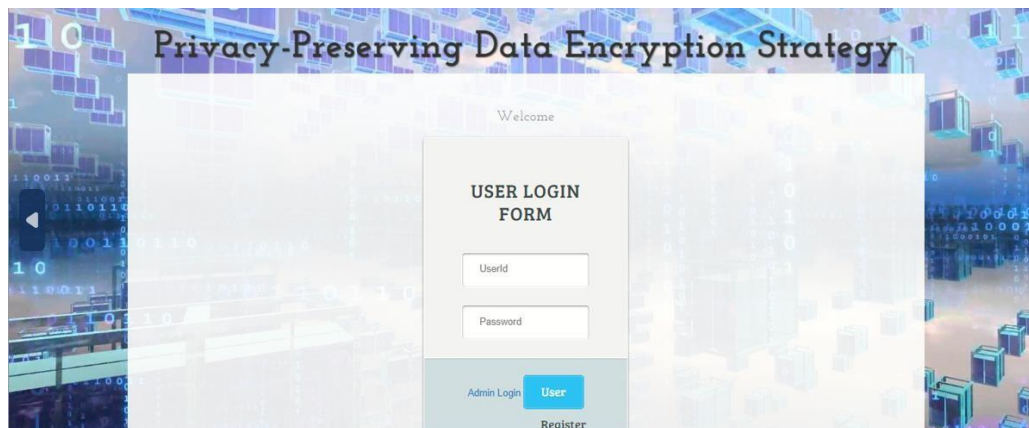 Privacy-Preserving Data Encryption Strategy
Welcome
USER LOGIN
FORM
UserId
Password
Admin Login User
Register